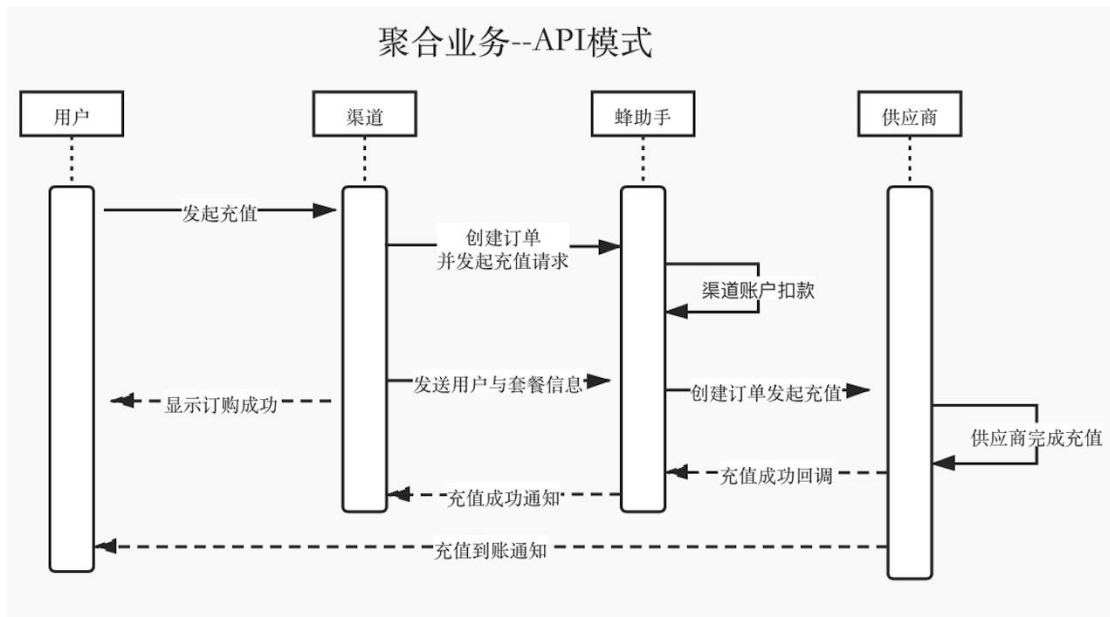 聚合业务--API模式
用户
渠道
蜂助手
供应商
发起充值
创建订单
并发起充值请求
渠道账户扣款
发送用户与套餐信息
创建订单发起充值
显示订购成功
供应商完成充值
充值成功回调
充值成功通知
充值到账通知